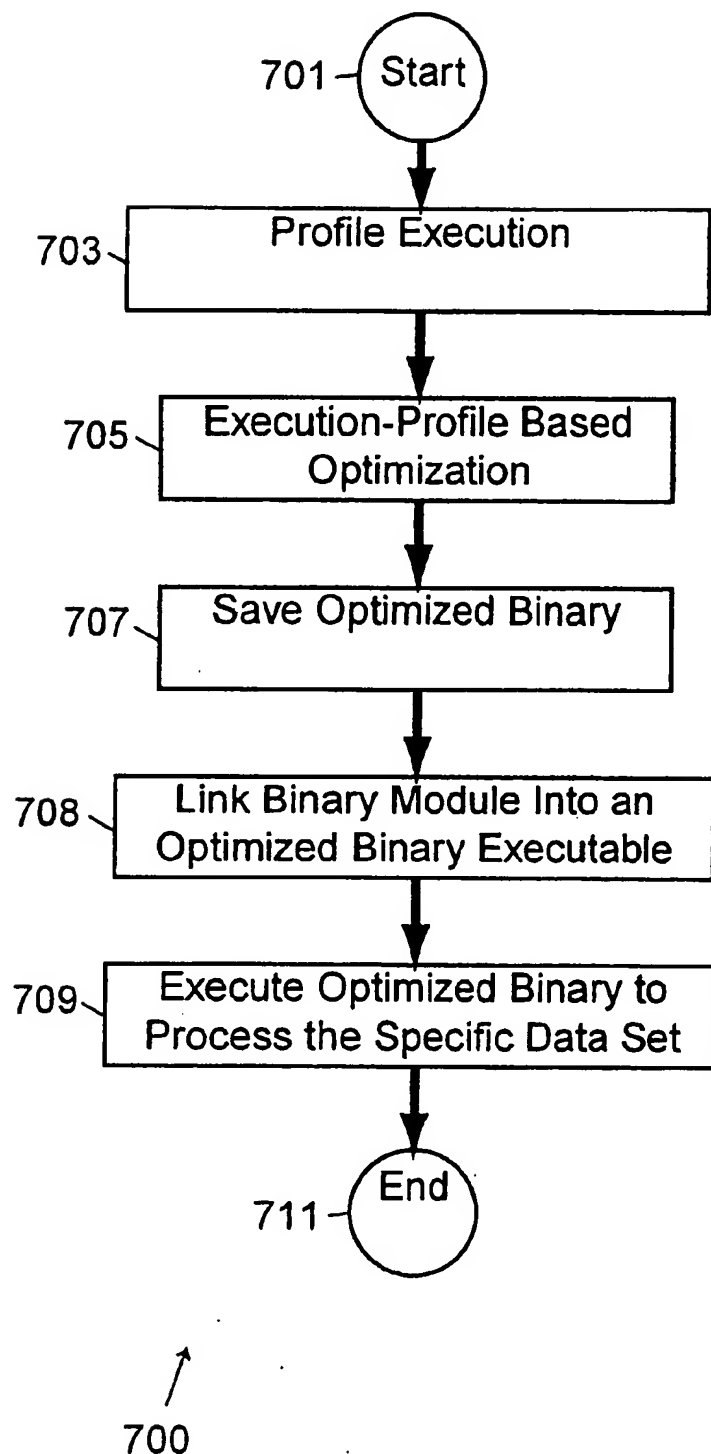 701
Start
703
Profile Execution
705
Execution-Profile Based
Optimization
707
Save Optimized Binary
708
Link Binary Module Into an
Optimized Binary Executable
709
Execute Optimized Binary to
Process the Specific Data Set
711
End
700